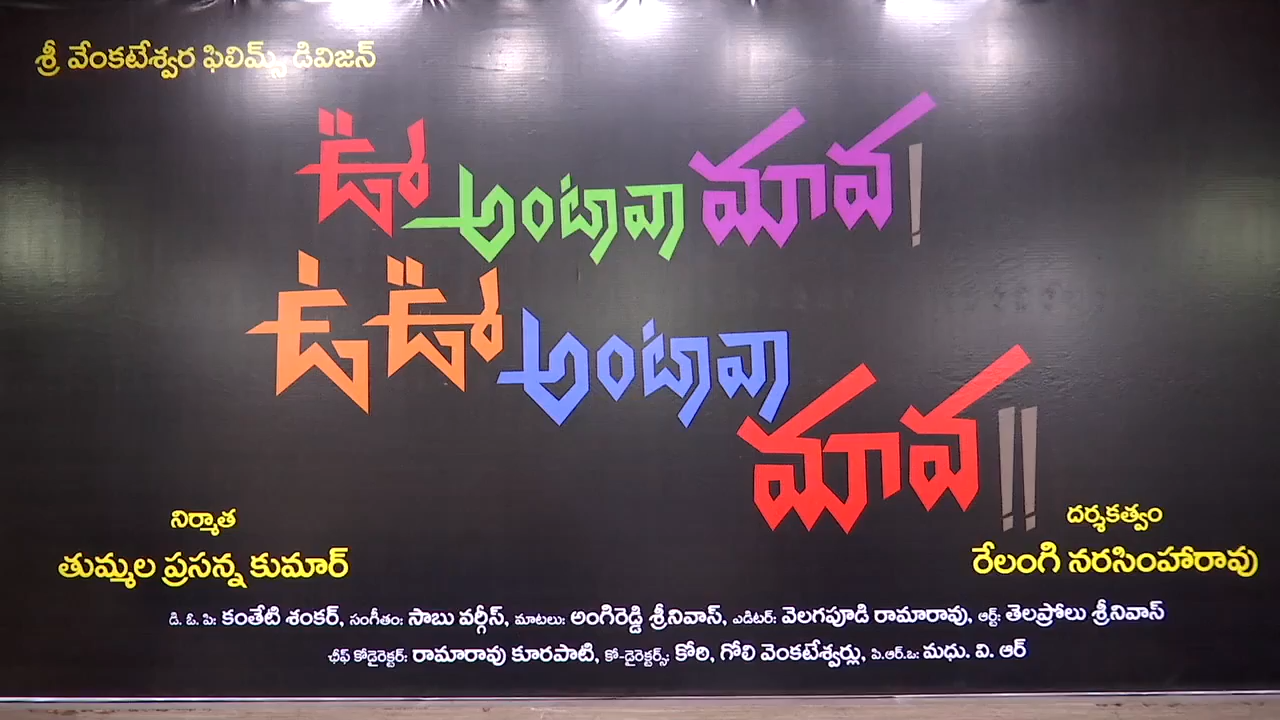 శ్రీ వేంకటేశ్వర ఫిలిమ్స్ డివిజన్
ఊ అంటావా మావ!
ఉఊ అంటావా
మావ!!
నిర్మాత
తుమ్మల ప్రసన్న కుమార్
దర్శకత్వం
రేలంగి నరసింహారావు
డి. ఓ. పి: కంతేటి శంకర్, సంగీతం: సాబు వర్గీస్, మాటలు: అంగిరెడ్డి శ్రీనివాస్, ఎడిటర్: వెలగపూడి రామారావు, ఆర్ట్: తెలప్రోలు శ్రీనివాస్
ఛీఫ్ కోడైరెక్టర్: రామారావు కూరపాటి, కో-డైరెక్టర్స్: కోరి, గోలి వెంకటేశ్వర్లు, పి.ఆర్.ఒ: మధు. వి. ఆర్